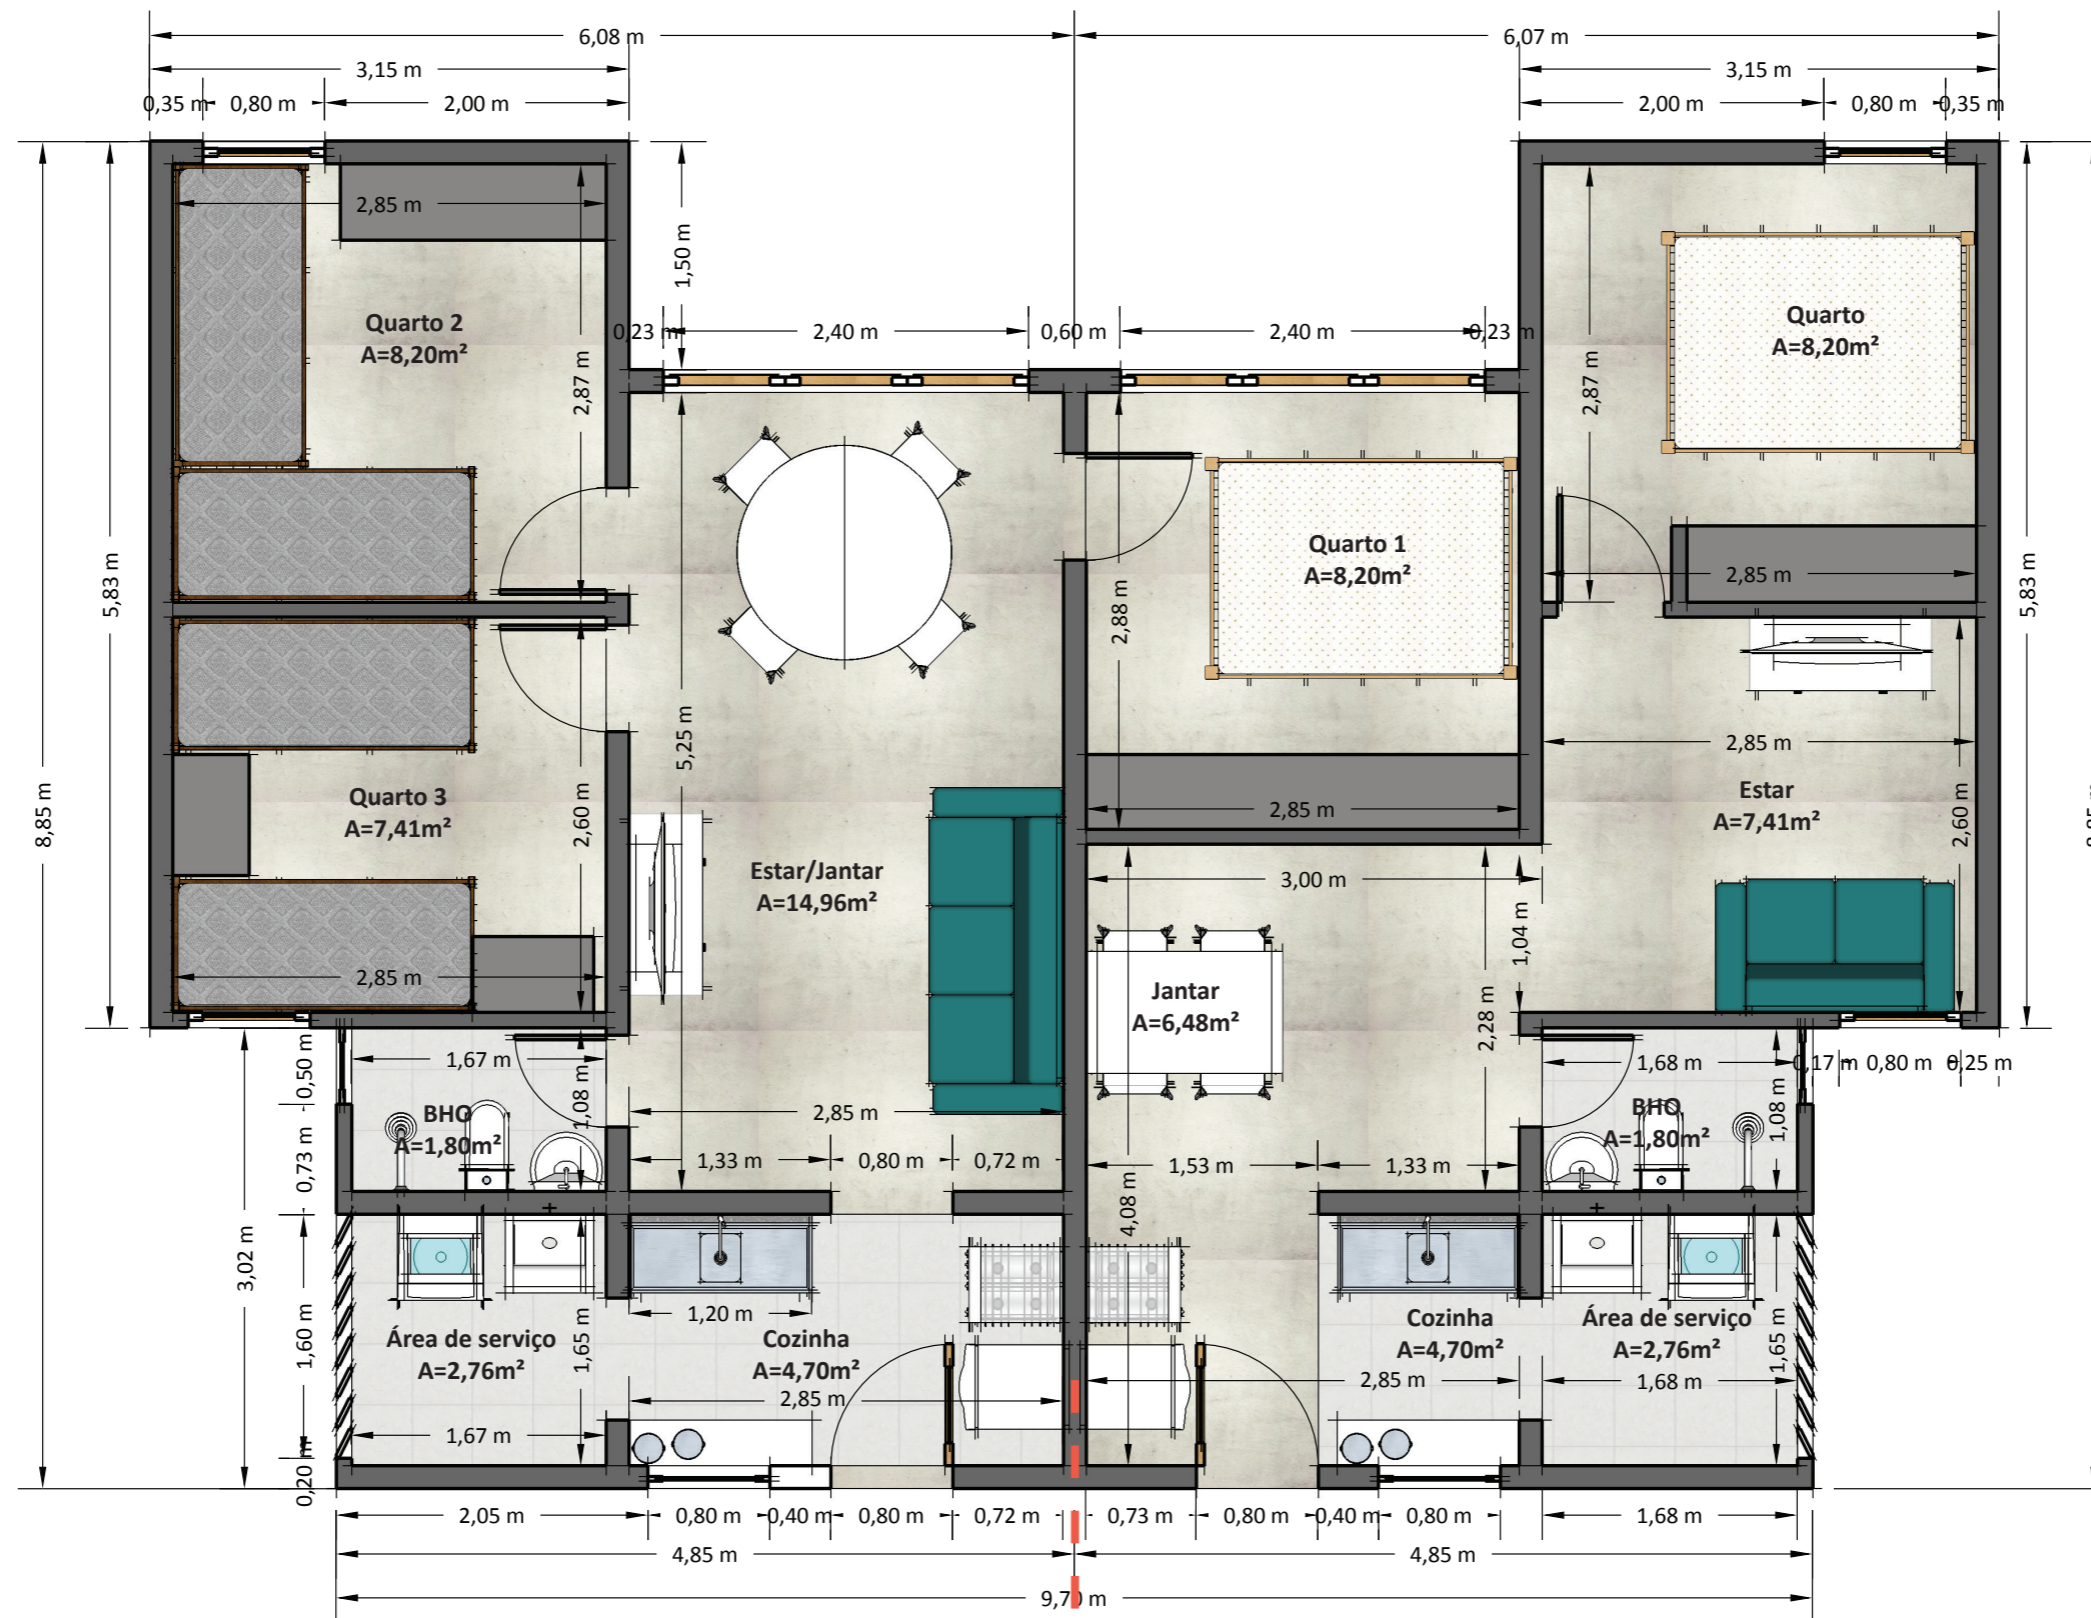 6,08 m
6,07 m
3,15 m
3,15 m
0,35 m
0,80 m
2,00 m
2,00 m
0,80 m
0,35 m
2,85 m
1,50 m
Quarto 2
A=8,20m²
Quarto
A=8,20m²
0,23 m
2,40 m
0,60 m
2,40 m
0,23 m
2,87 m
2,87 m
Quarto 1
A=8,20m²
2,85 m
5,83 m
5,83 m
2,88 m
5,25 m
2,85 m
Quarto 3
A=7,41m²
2,60 m
2,85 m
Estar
A=7,41m²
2,60 m
8,85 m
Estar/Jantar
A=14,96m²
3,00 m
1,04 m
2,85 m
Jantar
A=6,48m²
2,28 m
0,50 m
1,67 m
1,08 m
1,68 m
0,17 m
0,80 m
0,25 m
BHO
A=1,80m²
2,85 m
BHO
A=1,80m²
1,08 m
0,73 m
1,33 m
0,80 m
0,72 m
1,53 m
1,33 m
4,08 m
3,02 m
1,60 m
1,20 m
Área de serviço
A=2,76m²
1,65 m
Cozinha
A=4,70m²
2,85 m
Cozinha
A=4,70m²
2,85 m
Área de serviço
A=2,76m²
1,65 m
1,68 m
1,67 m
0,20 m
2,05 m
0,80 m
0,40 m
0,80 m
0,72 m
0,73 m
0,80 m
0,40 m
0,80 m
1,68 m
4,85 m
4,85 m
9,70 m